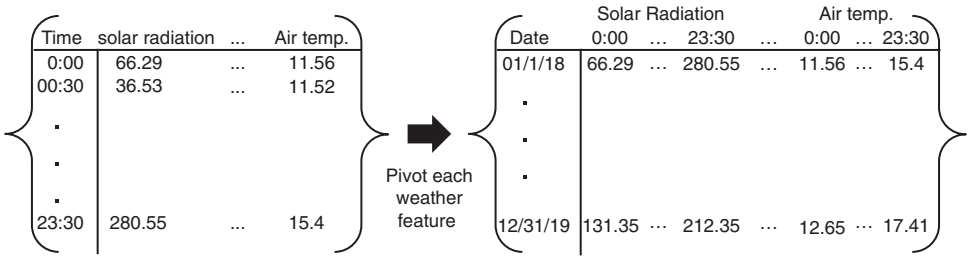 Time solar radiation ... Air temp.
0:00 66.29 ... 11.56
00:30 36.53 ... 11.52
23:30 280.55 ... 15.4
Pivot each
weather
feature
Solar Radiation Air temp.
Date 0:00 ... 23:30 ... 0:00 ... 23:30
01/1/18 66.29 ... 280.55 ... 11.56 ... 15.4
12/31/19 131.35 ... 212.35 ... 12.65 ... 17.41